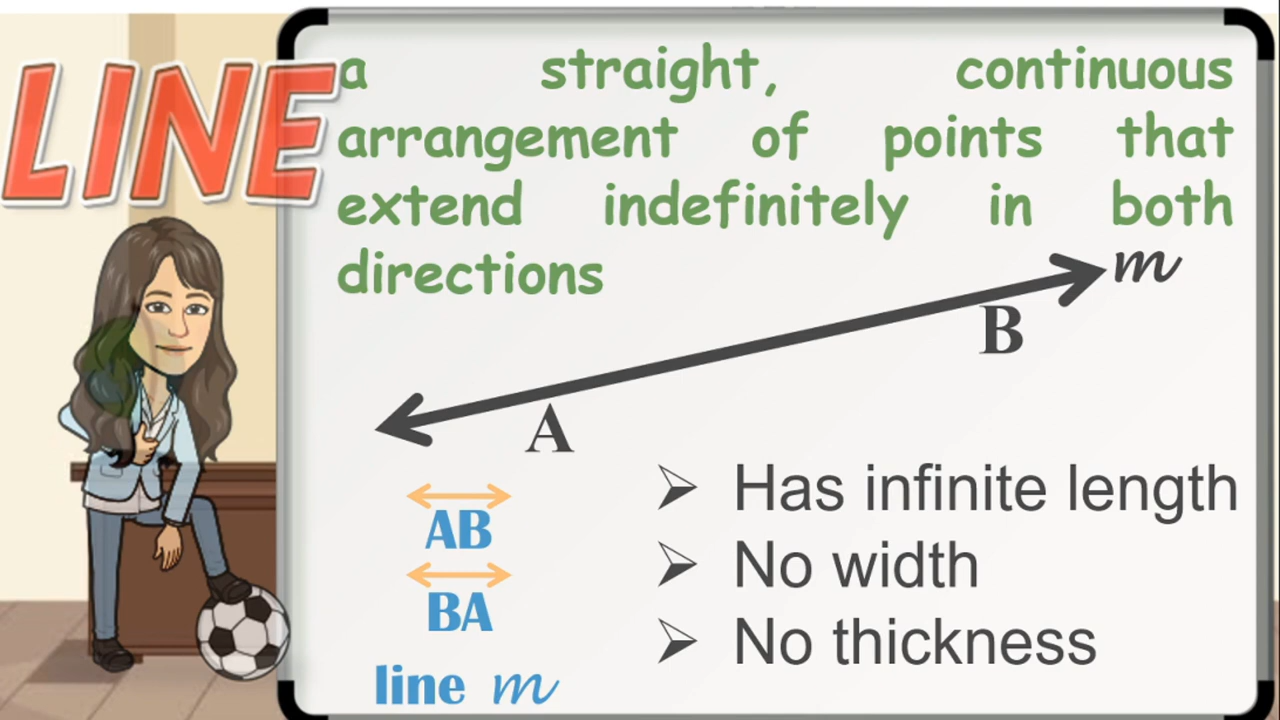 LINE
a straight, continuous
arrangement of points that
extend indefinitely in both
directions
m
B
A
AB
BA
line m
Has infinite length
No width
No thickness